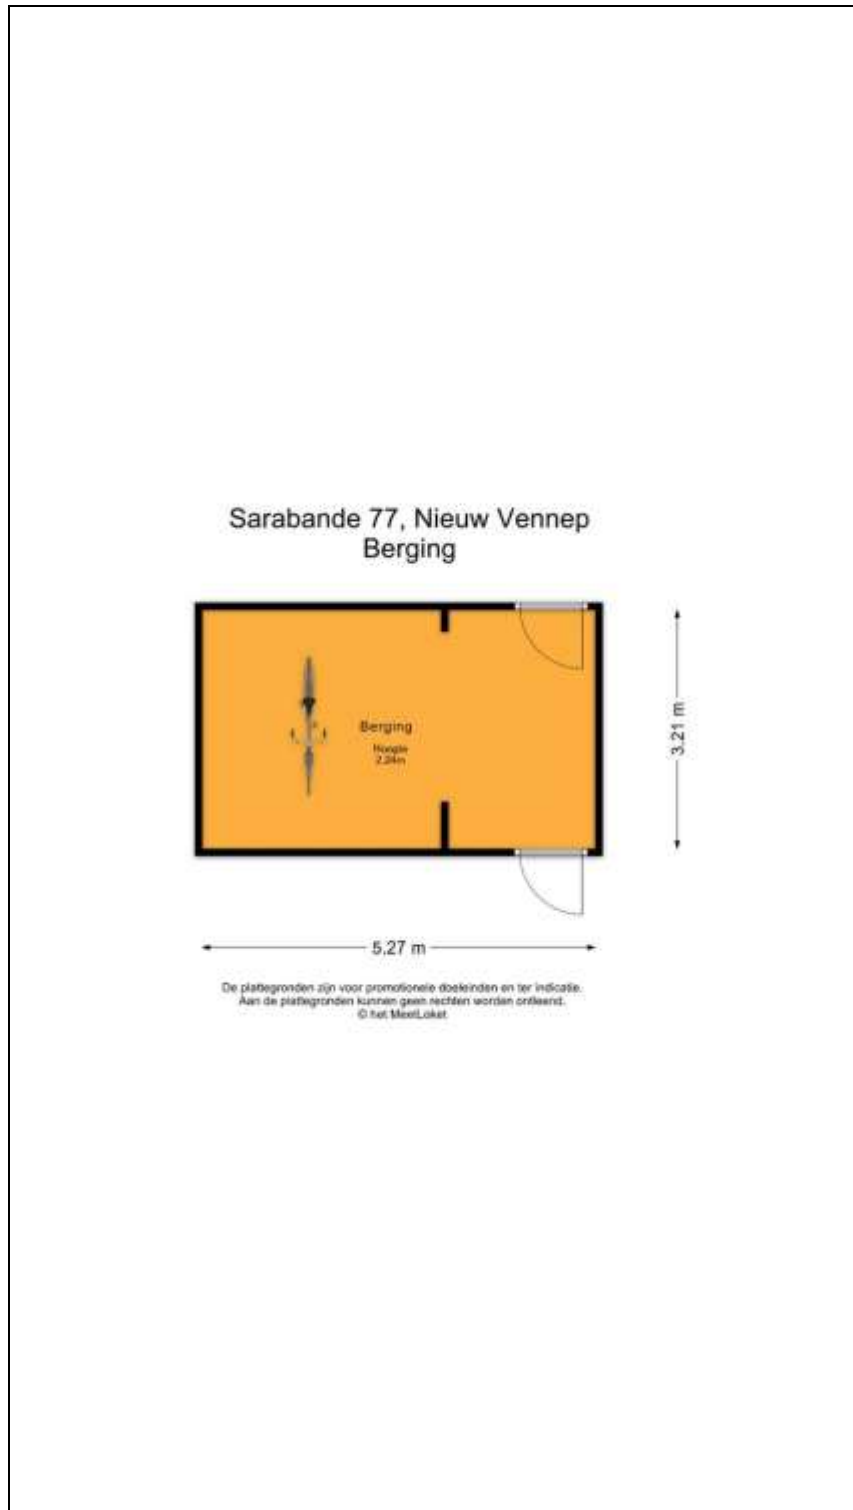 Sarabande 77, Nieuw Vennep
Berging
3.21 m
Berging
Hoogte
2.24m
5.27 m
De plattegronden zijn voor promotionele doeleinden en ter indicatie.
Aan de plattegronden kunnen geen rechten worden ontleend.
© het MeetLoket